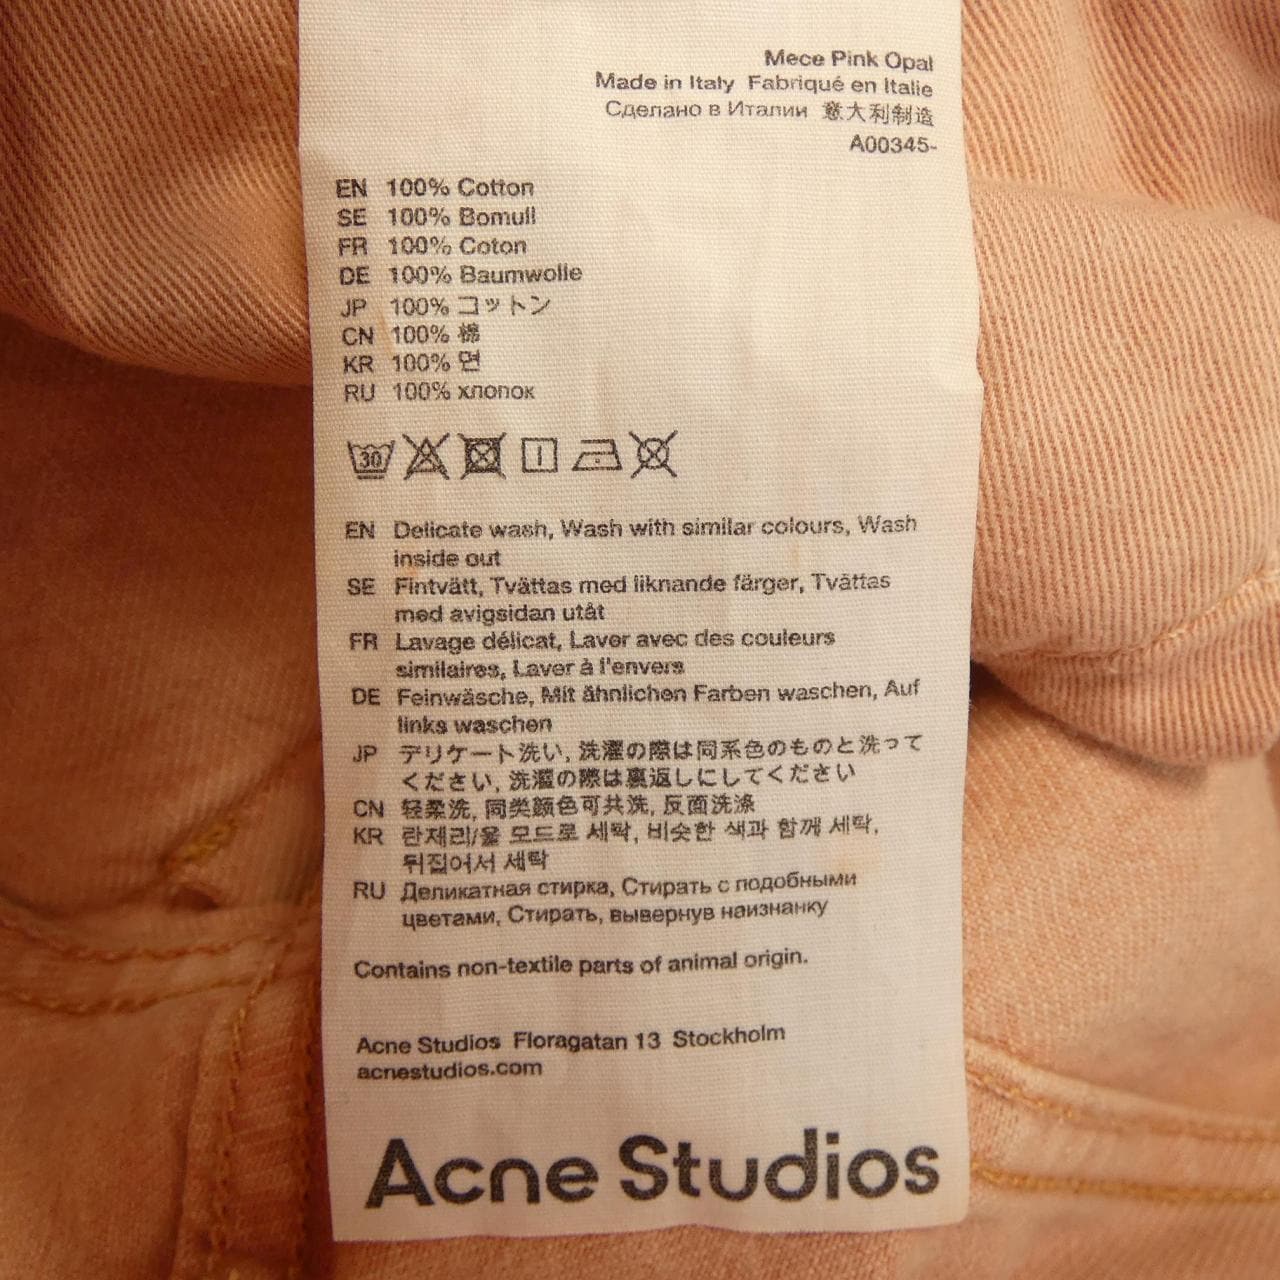 Mece Pink Opal
Made in Italy Fabriqué en Italie
Сделано в Италии 意大利制造
A00345-
EN 100% Cotton
SE 100% Bomull
FR 100% Coton
DE 100% Baumwolle
JP 100% コットン
CN 100% 棉
KR 100% 면
RU 100% хлопок
30
EN Delicate wash, Wash with similar colours, Wash
inside out
SE Fintvätt, Tvättas med liknande färger, Tvättas
med avigsidan utåt
FR Lavage délicat, Laver avec des couleurs
similaires, Laver à l'envers
DE Feinwäsche, Mit ähnlichen Farben waschen, Auf
links waschen
JP デリケート洗い, 洗濯の際は同系色のものと洗って
ください, 洗濯の際は裏返しにしてください
CN 轻柔洗, 同类颜色可共洗, 反面洗涤
KR 란제리/울 모드로 세탁, 비슷한 색과 함께 세탁,
뒤집어서 세탁
RU Деликатная стирка, Стирать с подобными
цветами, Стирать, вывернув наизнанку
Contains non-textile parts of animal origin.
Acne Studios Floragatan 13 Stockholm
acnestudios.com
Acne Studios